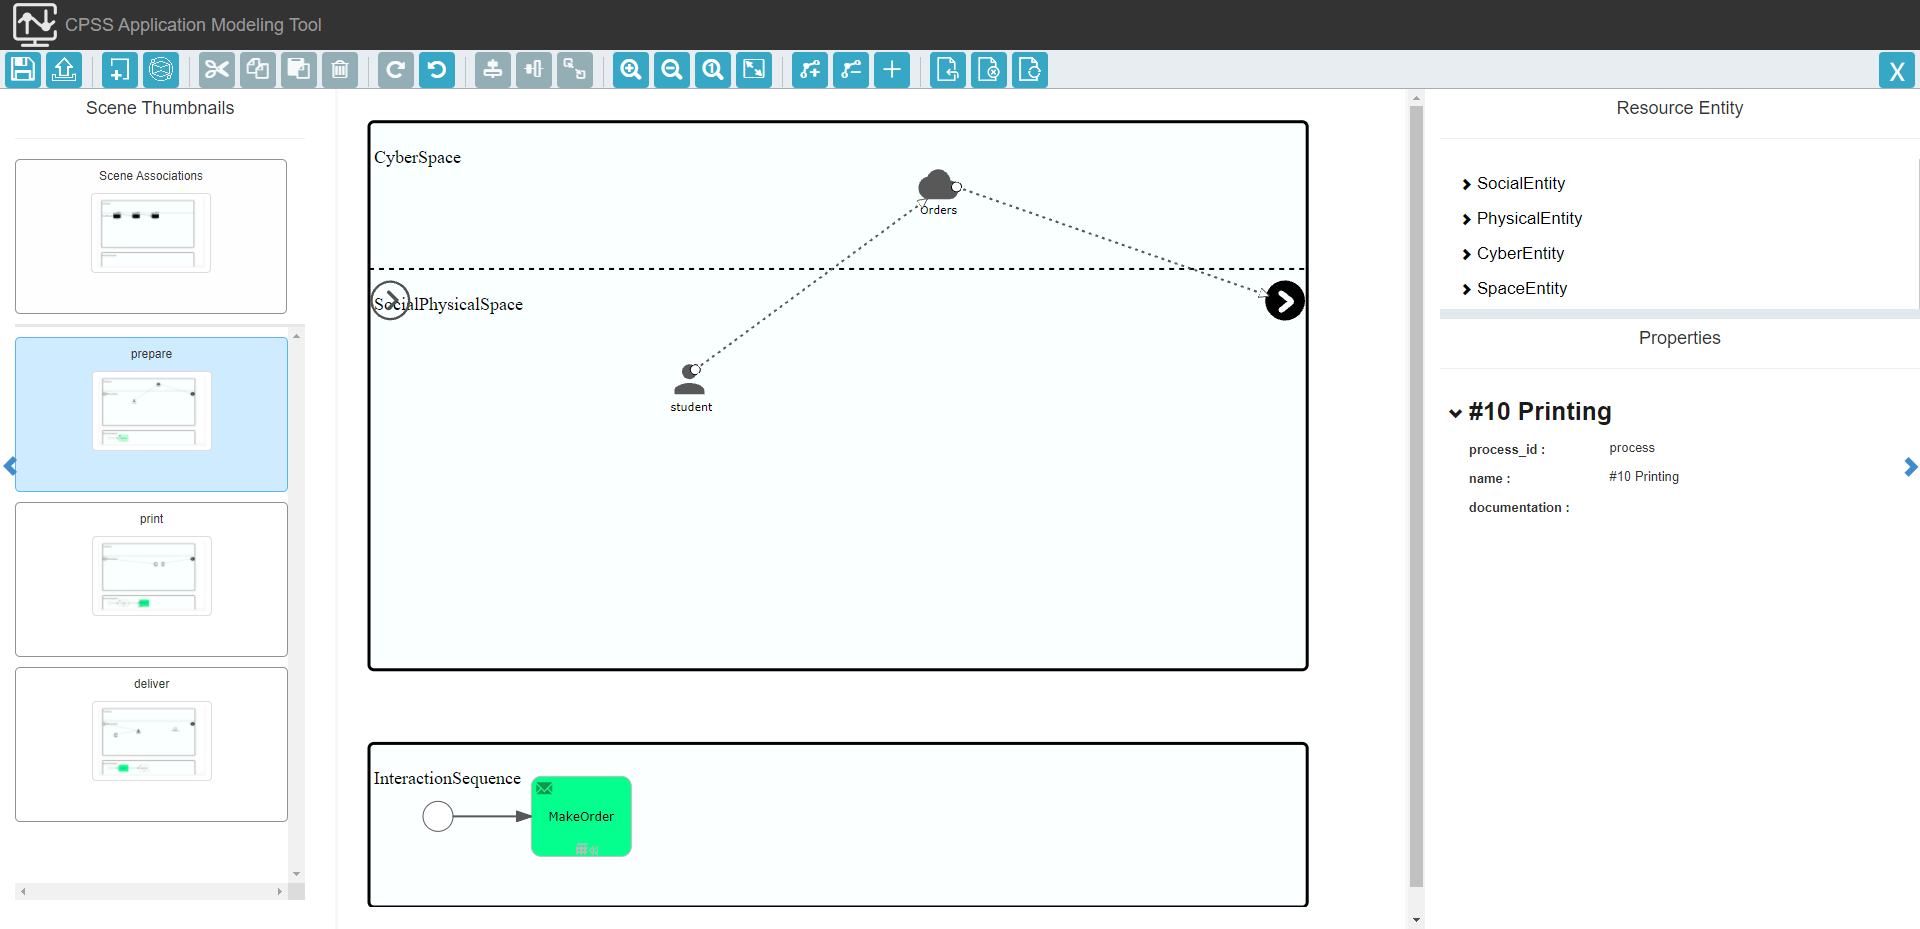 CPSS Application Modeling Tool
X
Scene Thumbnails
Scene Associations
prepare
print
deliver
CyberSpace
Orders
SocialPhysicalSpace
student
InteractionSequence
MakeOrder
Resource Entity
SocialEntity
PhysicalEntity
CyberEntity
SpaceEntity
Properties
#10 Printing
process_id : process
name : #10 Printing
documentation :